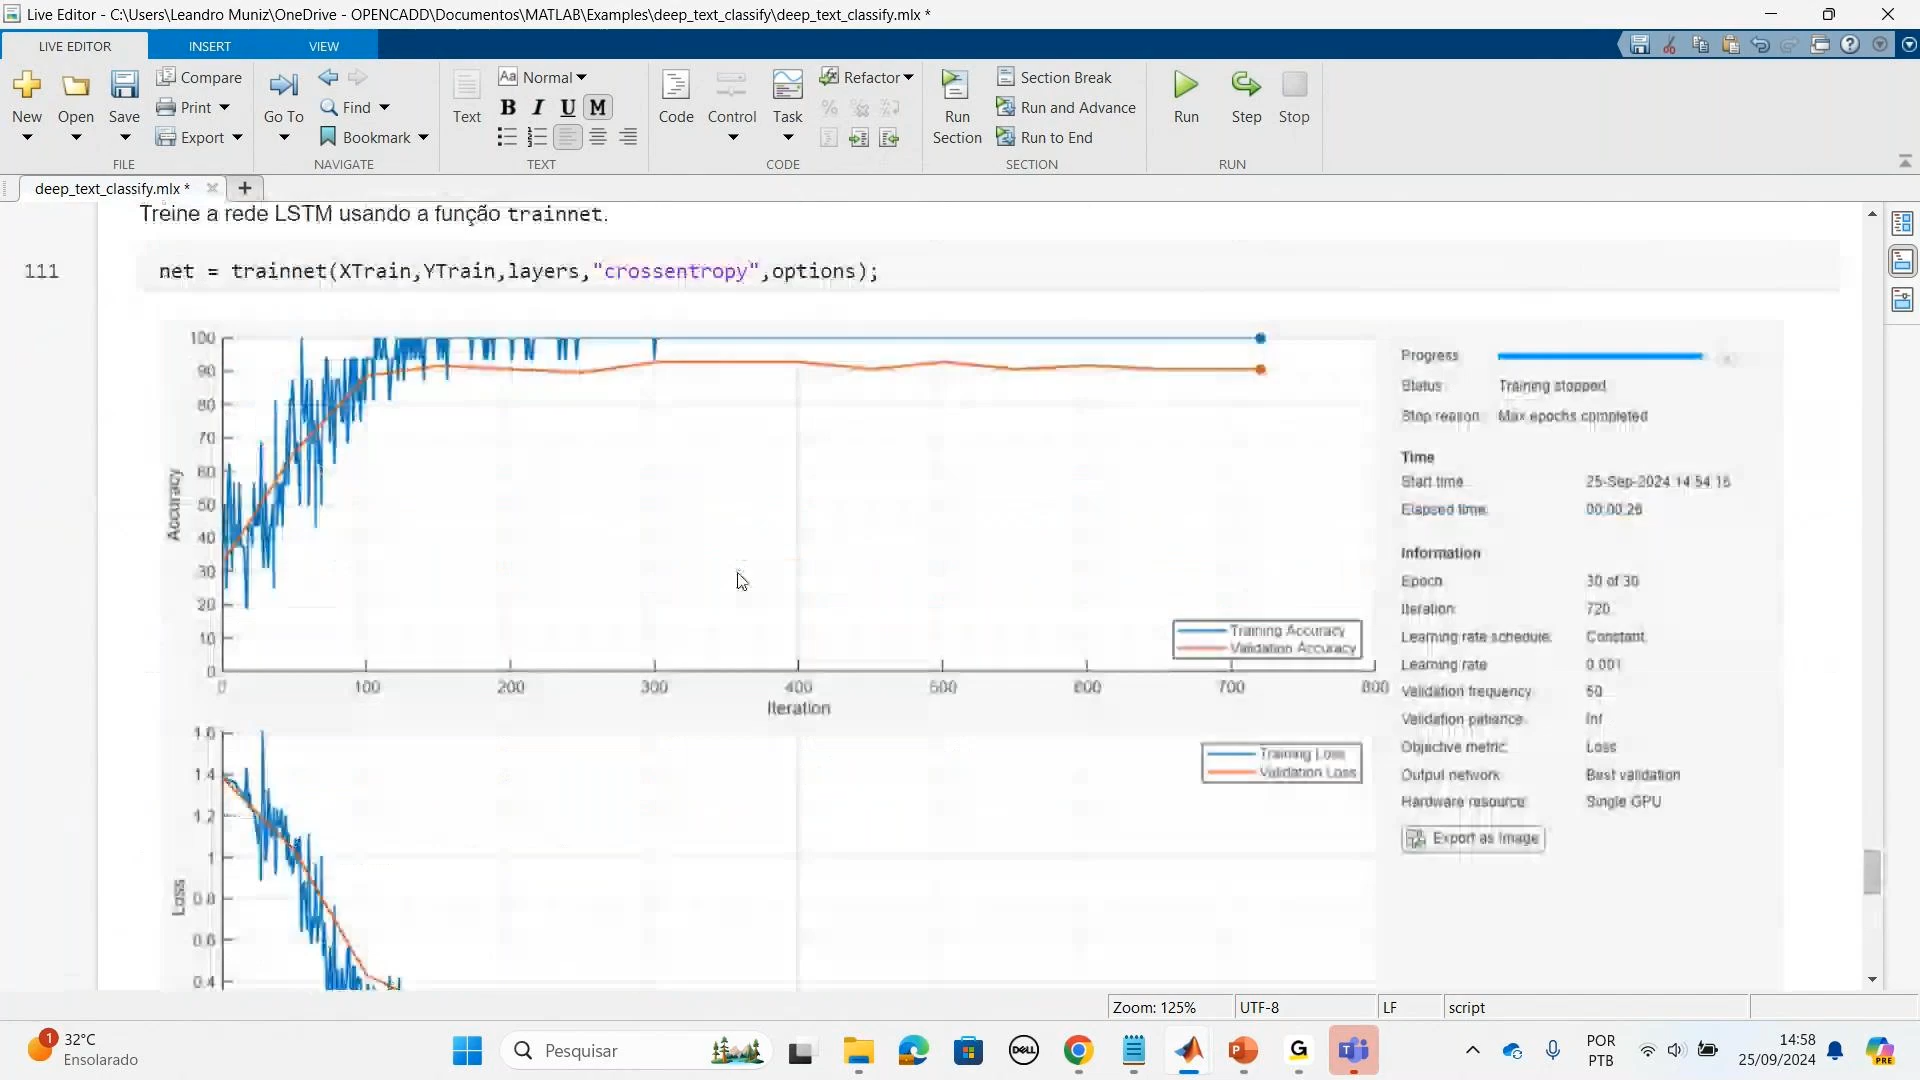 Live Editor - C:\Users\Leandro Muniz\OneDrive - OPENCADD\Documentos\MATLAB\Examples\deep_text_classify\deep_text_classify.mlx *
LIVE EDITOR INSERT VIEW
New Open Save Compare Print Export
FILE
Go To Find Bookmark
NAVIGATE
Text Aa Normal B I U M
TEXT
Code Control Task Refactor
CODE
Run Section Section Break Run and Advance Run to End
SECTION
Run Step Stop
RUN
deep_text_classify.mlx *
Treine a rede LSTM usando a função trainnet.
111 net = trainnet(XTrain,YTrain,layers,"crossentropy",options);
100
90
80
70
60
50
40
30
20
10
0
Accuracy
0 100 200 300 400 500 600 700 800
Iteration
Training Accuracy
Validation Accuracy
1.6
1.4
1.2
1
0.8
0.6
0.4
Loss
Training Loss
Validation Loss
Progress
Status Training stopped
Stop reason Max epochs completed
Time
Start time 25-Sep-2024 14:54:16
Elapsed time
Information
Epoch 30 of 30
Iteration 720
Learning rate schedule Constant
Learning rate 0.001
Validation frequency 50
Validation patience Inf
Objective metric Loss
Output network Best validation
Hardware resource Single GPU
Export as Image
Zoom: 125% UTF-8 LF script
1 32°C
Ensolarado
Pesquisar
DELL
POR
PTB
14:58
25/09/2024
PRE